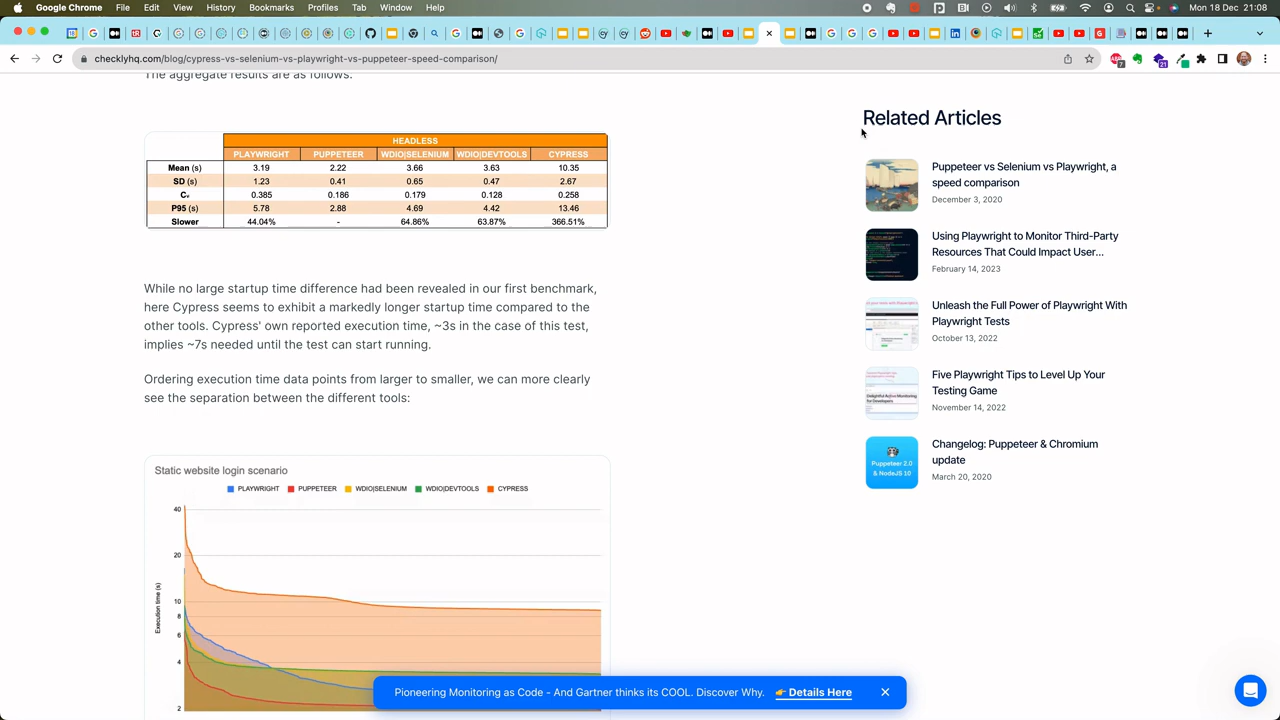 Google Chrome File Edit View History Bookmarks Profiles Tab Window Help Mon 18 Dec 21:08
checklyhq.com/blog/cypress-vs-selenium-vs-playwright-vs-puppeteer-speed-comparison/
The aggregate results are as follows:
HEADLESS
PLAYWRIGHT PUPPETEER WDIO|SELENIUM WDIO|DEVTOOLS CYPRESS
Mean (s) 3.19 2.22 3.66 3.63 10.35
SD (s) 1.23 0.41 0.65 0.47 2.67
Cv 0.385 0.186 0.179 0.128 0.258
P95 (s) 5.78 2.88 4.69 4.42 13.46
Slower 44.04% - 64.86% 63.87% 366.51%
While a large startup time difference had been revealed in our first benchmark,
here Cypress seems to exhibit a markedly longer startup time compared to the
other tools. Cypress' own reported execution time ~3s in the case of this test,
implies ~7s needed until the test can start running.
Ordering execution time data points from larger to smaller, we can more clearly
see the separation between the different tools:
Static website login scenario
PLAYWRIGHT PUPPETEER WDIO|SELENIUM WDIO|DEVTOOLS CYPRESS
Execution time (s)
40
20
10
8
6
4
2
Related Articles
Puppeteer vs Selenium vs Playwright, a
speed comparison
December 3, 2020
Using Playwright to Monitor Third-Party
Resources That Could Impact User...
February 14, 2023
Unleash the Full Power of Playwright With
Playwright Tests
October 13, 2022
Five Playwright Tips to Level Up Your
Testing Game
November 14, 2022
Puppeteer 2.0
& NodeJS 10
Changelog: Puppeteer & Chromium
update
March 20, 2020
Pioneering Monitoring as Code - And Gartner thinks its COOL. Discover Why. 👉 Details Here